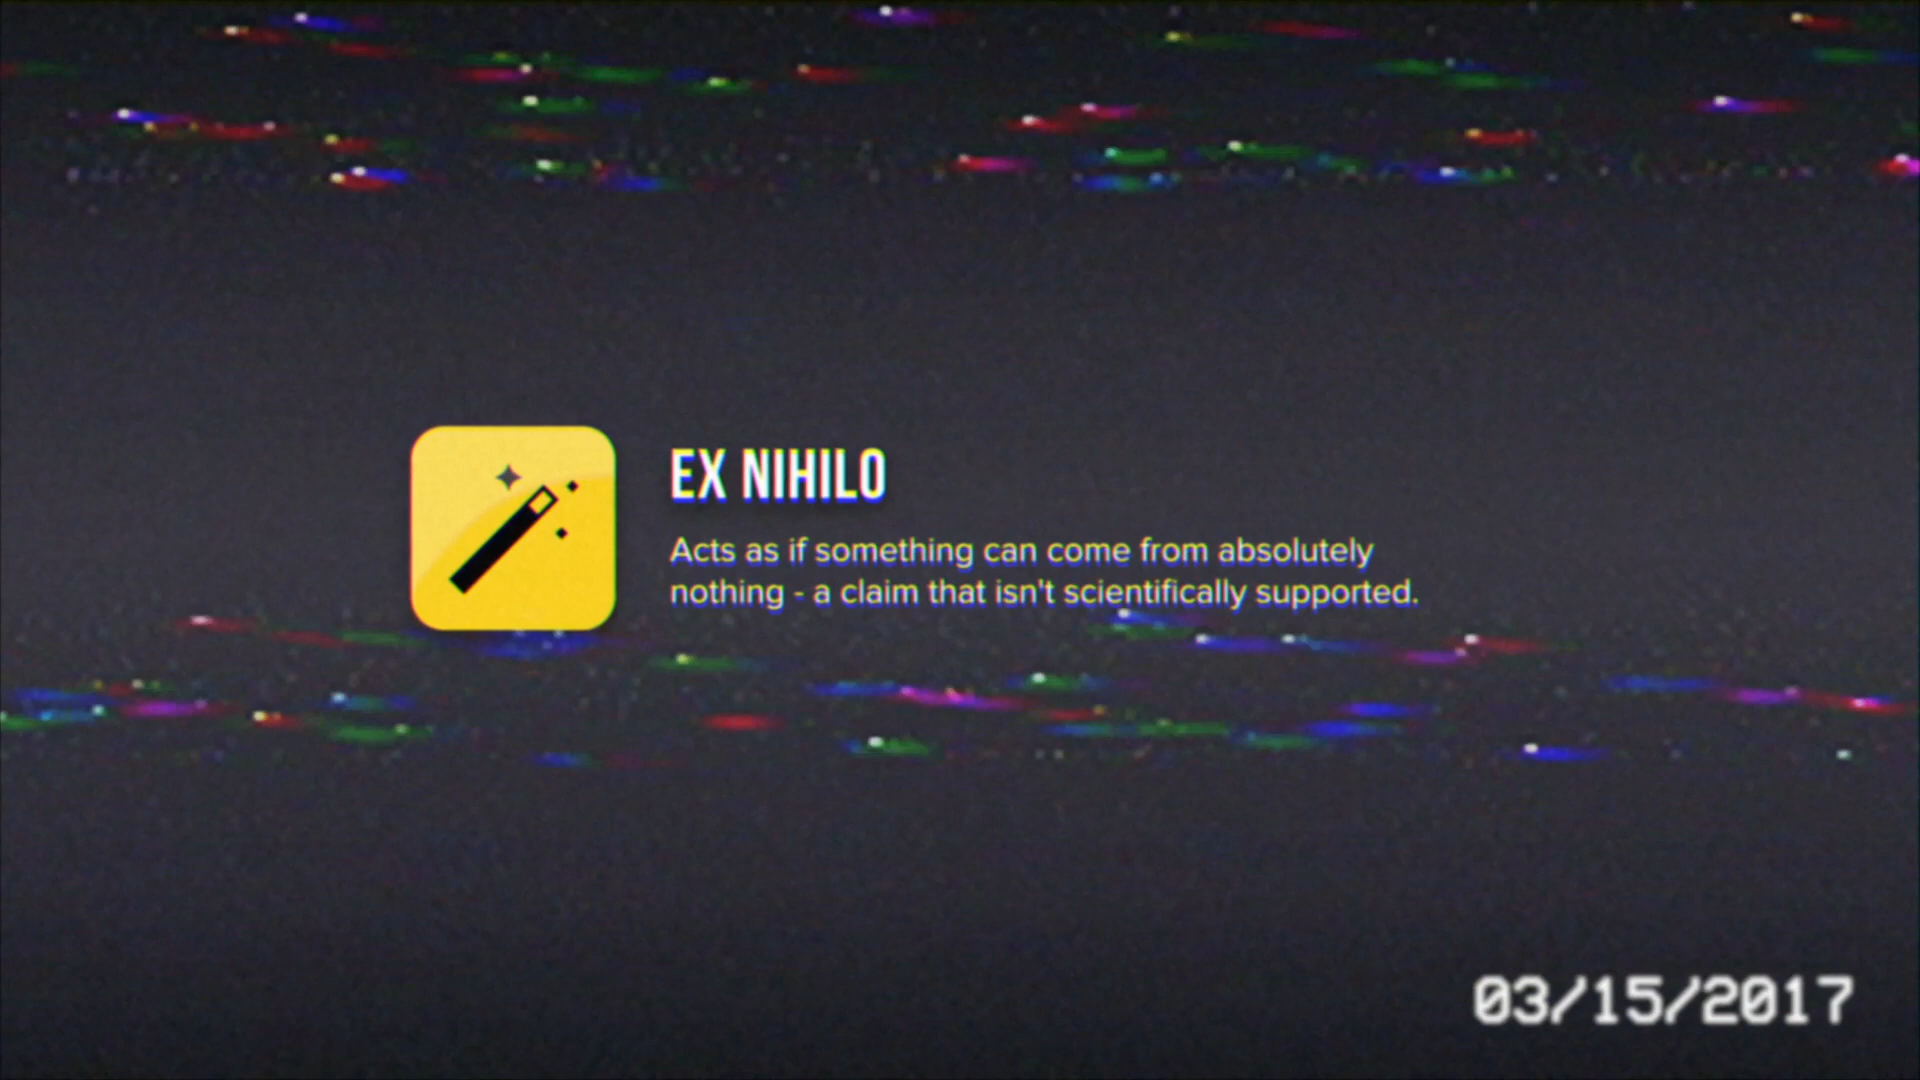 EX NIHILO
Acts as if something can come from absolutely
nothing - a claim that isn't scientifically supported.
03/15/2017